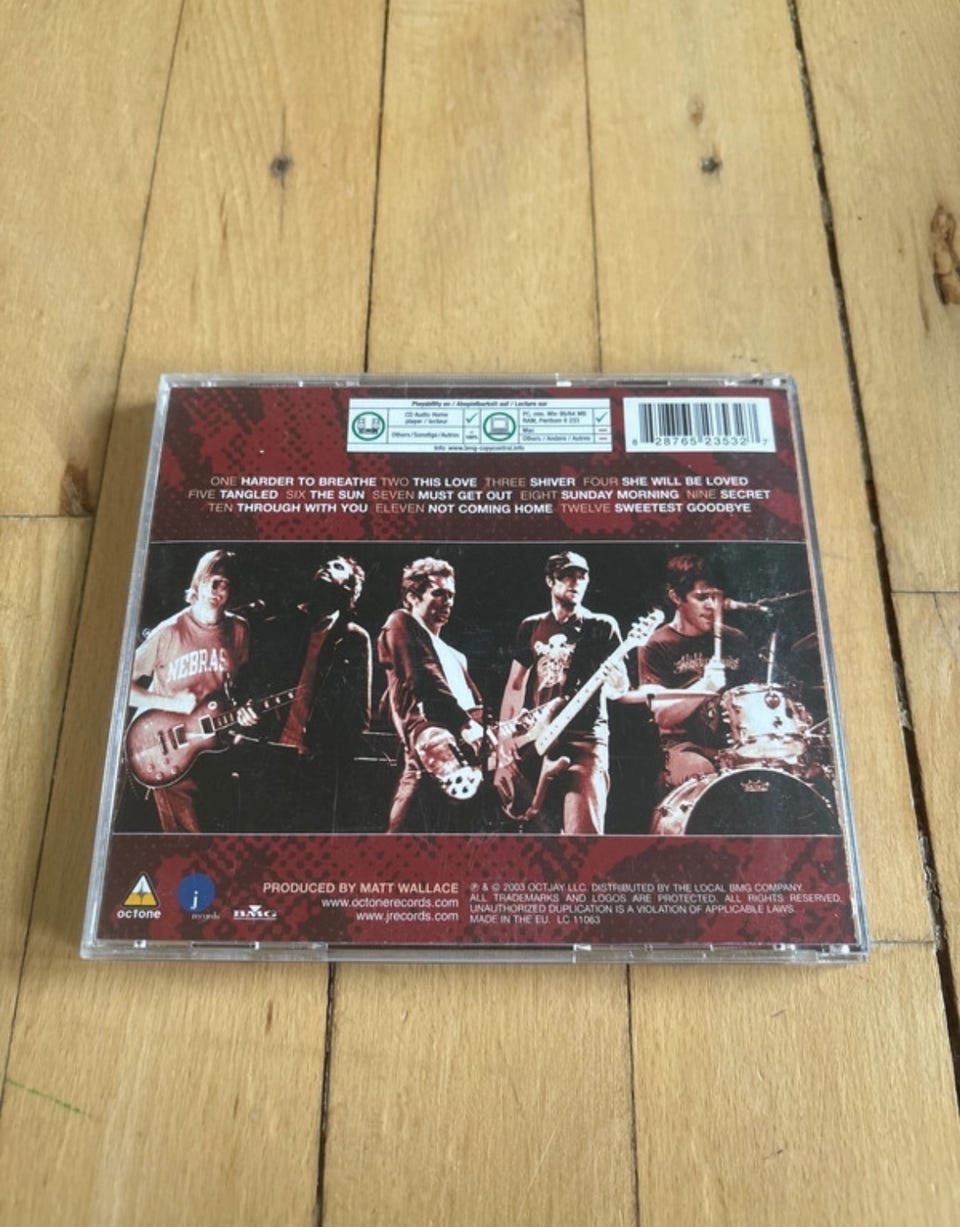 Playability on / Abspielbarkeit auf / Lecture sur
CD Audio Home
player / lecteur
Others/Sonstige/Autres
100%
PC, min. Win 95/64 MB
RAM, Pentium II 233
Mac
Others / Andere / Autres
Info www.bmg-copycontrol.info
8 28765 23532 7
ONE HARDER TO BREATHE TWO THIS LOVE THREE SHIVER FOUR SHE WILL BE LOVED
FIVE TANGLED SIX THE SUN SEVEN MUST GET OUT EIGHT SUNDAY MORNING NINE SECRET
TEN THROUGH WITH YOU ELEVEN NOT COMING HOME TWELVE SWEETEST GOODBYE
NEBRAS
octone
j
records
BMG
PRODUCED BY MATT WALLACE
www.octonerecords.com
www.jrecords.com
℗ & © 2003 OCTJAY LLC. DISTRIBUTED BY THE LOCAL BMG COMPANY.
ALL TRADEMARKS AND LOGOS ARE PROTECTED. ALL RIGHTS RESERVED.
UNAUTHORIZED DUPLICATION IS A VIOLATION OF APPLICABLE LAWS.
MADE IN THE EU. LC 11063